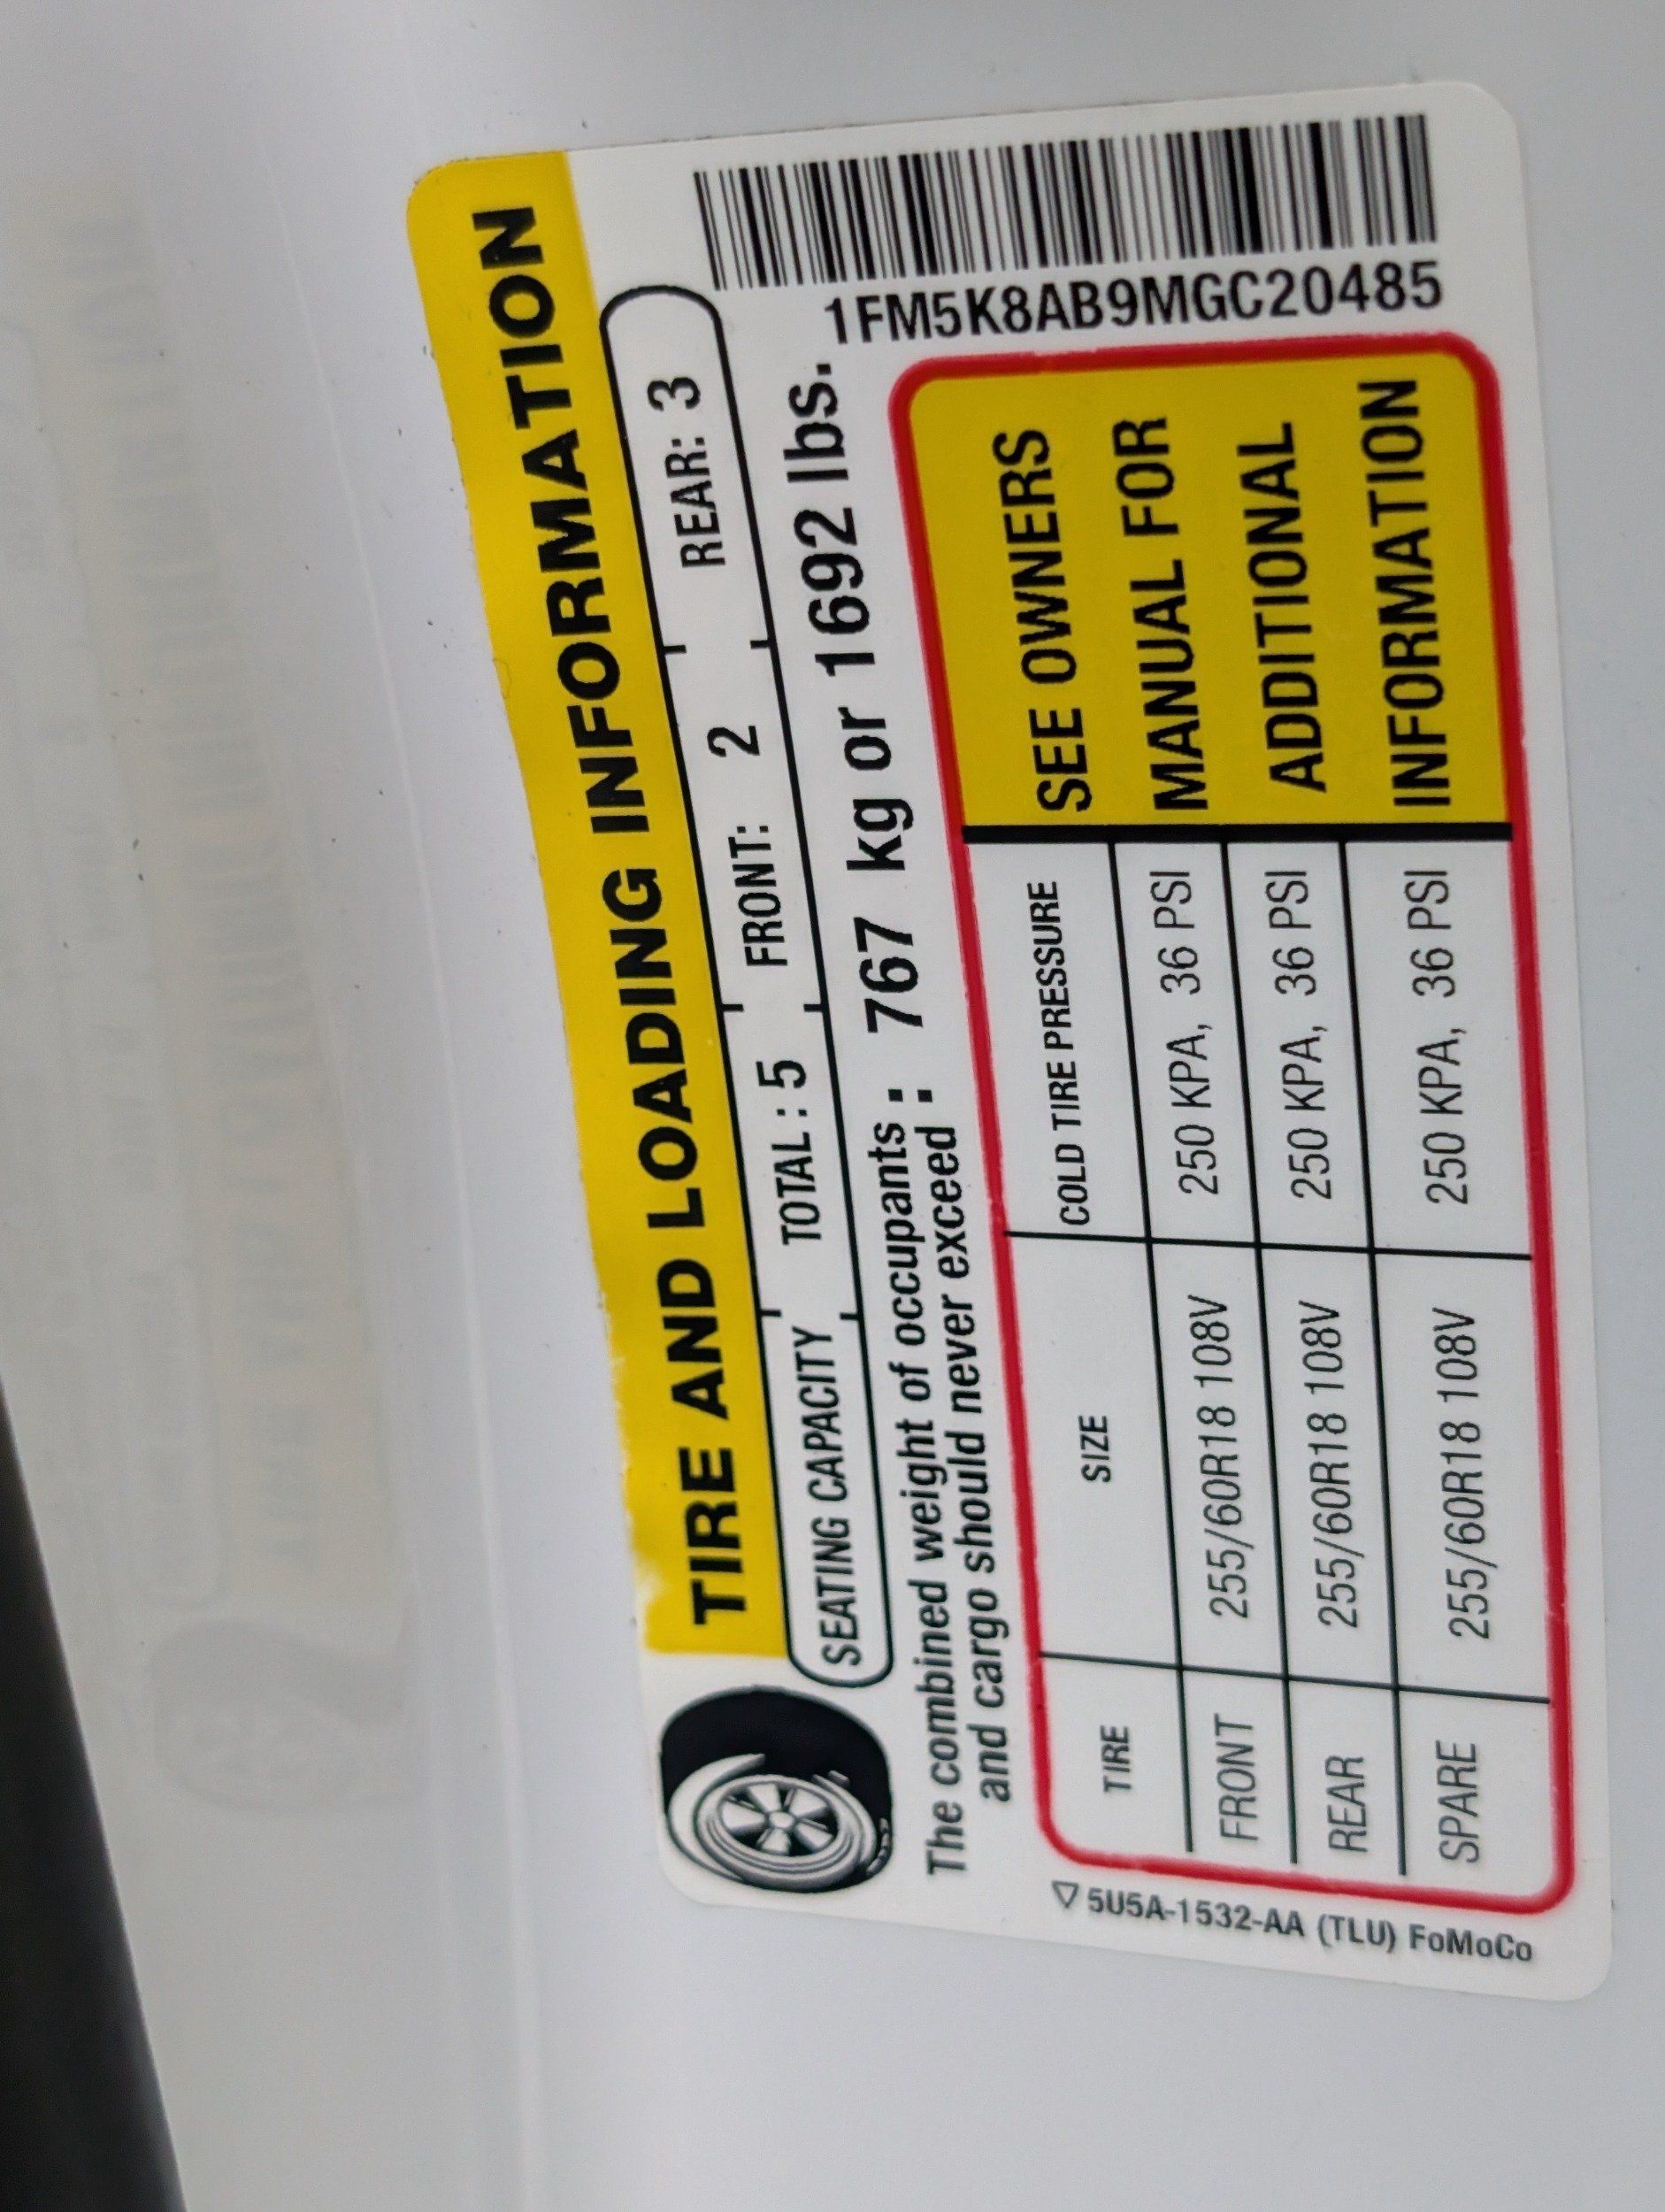 TIRE AND LOADING INFORMATION
SEATING CAPACITY TOTAL : 5 FRONT: 2 REAR: 3
The combined weight of occupants : 767 kg or 1692 lbs.
and cargo should never exceed :
1FM5K8AB9MGC20485
TIRE SIZE COLD TIRE PRESSURE
FRONT 255/60R18 108V 250 KPA, 36 PSI
REAR 255/60R18 108V 250 KPA, 36 PSI
SPARE 255/60R18 108V 250 KPA, 36 PSI
SEE OWNERS
MANUAL FOR
ADDITIONAL
INFORMATION
▽ 5U5A-1532-AA (TLU) FoMoCo